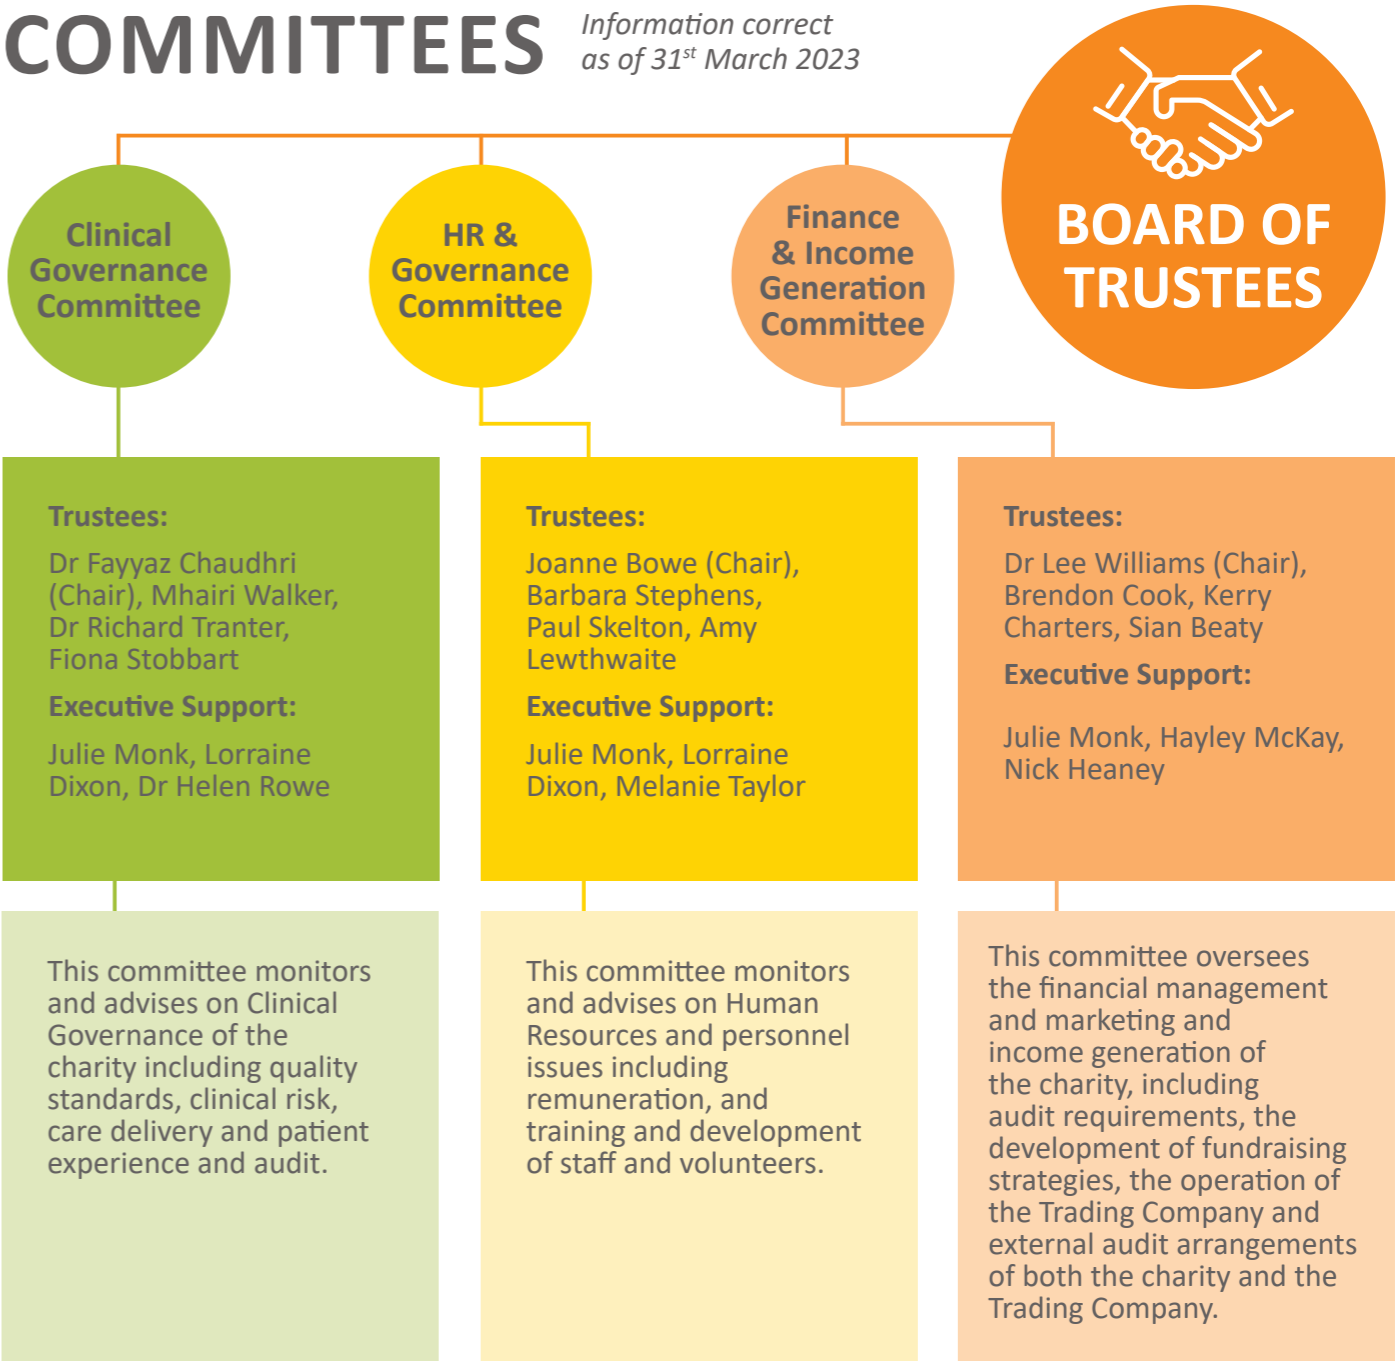 COMMITTEES
Information correct
as of 31st March 2023
BOARD OF
TRUSTEES
Clinical
Governance
Committee
HR &
Governance
Committee
Finance
& Income
Generation
Committee
Trustees:
Dr Fayyaz Chaudhri
(Chair), Mhairi Walker,
Dr Richard Tranter,
Fiona Stobbart
Executive Support:
Julie Monk, Lorraine
Dixon, Dr Helen Rowe
Trustees:
Joanne Bowe (Chair),
Barbara Stephens,
Paul Skelton, Amy
Lewthwaite
Executive Support:
Julie Monk, Lorraine
Dixon, Melanie Taylor
Trustees:
Dr Lee Williams (Chair),
Brendon Cook, Kerry
Charters, Sian Beaty
Executive Support:
Julie Monk, Hayley McKay,
Nick Heaney
This committee monitors
and advises on Clinical
Governance of the
charity including quality
standards, clinical risk,
care delivery and patient
experience and audit.
This committee monitors
and advises on Human
Resources and personnel
issues including
remuneration, and
training and development
of staff and volunteers.
This committee oversees
the financial management
and marketing and
income generation of
the charity, including
audit requirements, the
development of fundraising
strategies, the operation of
the Trading Company and
external audit arrangements
of both the charity and the
Trading Company.